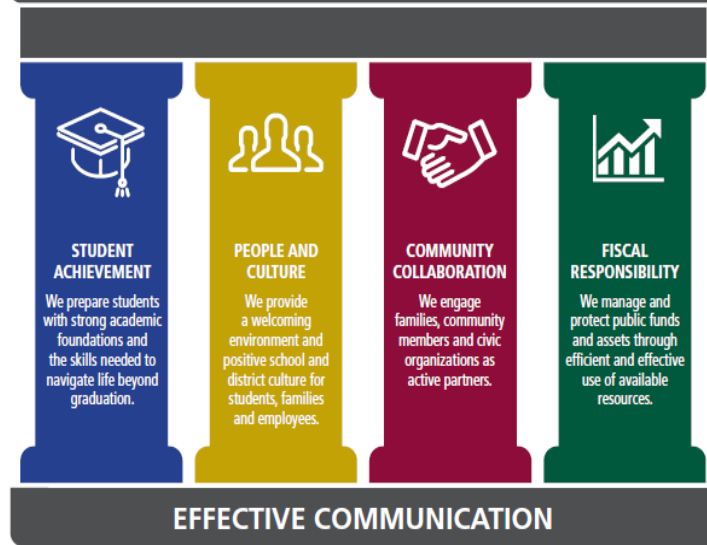 STUDENT
ACHIEVEMENT
We prepare students
with strong academic
foundations and
the skills needed to
navigate life beyond
graduation.
PEOPLE AND
CULTURE
We provide
a welcoming
environment and
positive school and
district culture for
students, families
and employees.
COMMUNITY
COLLABORATION
We engage
families, community
members and civic
organizations as
active partners.
FISCAL
RESPONSIBILITY
We manage and
protect public funds
and assets through
efficient and effective
use of available
resources.
EFFECTIVE COMMUNICATION